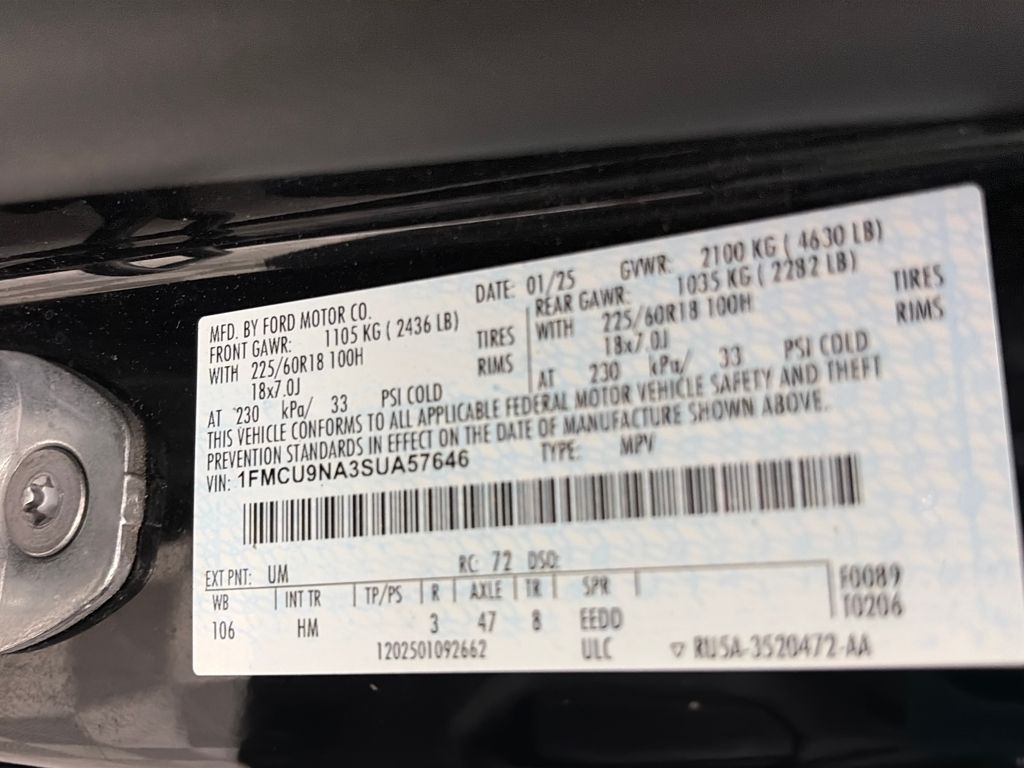 MFD. BY FORD MOTOR CO. DATE: 01/25 GVWR: 2100 KG ( 4630 LB)
FRONT GAWR: 1105 KG ( 2436 LB) REAR GAWR: 1035 KG ( 2282 LB)
WITH 225/60R18 100H TIRES WITH 225/60R18 100H TIRES
18x7.0J RIMS 18x7.0J RIMS
AT 230 kPa/ 33 PSI COLD AT 230 kPa/ 33 PSI COLD
THIS VEHICLE CONFORMS TO ALL APPLICABLE FEDERAL MOTOR VEHICLE SAFETY AND THEFT
PREVENTION STANDARDS IN EFFECT ON THE DATE OF MANUFACTURE SHOWN ABOVE.
VIN: 1FMCU9NA3SUA57646 TYPE: MPV
EXT PNT: UM RC: 72 DSO:
WB INT TR TP/PS R AXLE TR SPR F0089
106 HM 3 47 8 EEDD T0206
1202501092662 ULC ▽ RU5A-3520472-AA